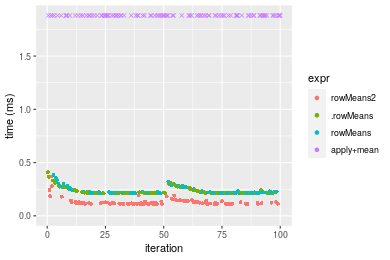 time (ms)
1.5
1.0
0.5
0.0
0
25
50
75
100
iteration
expr
rowMeans2
.rowMeans
rowMeans
apply+mean